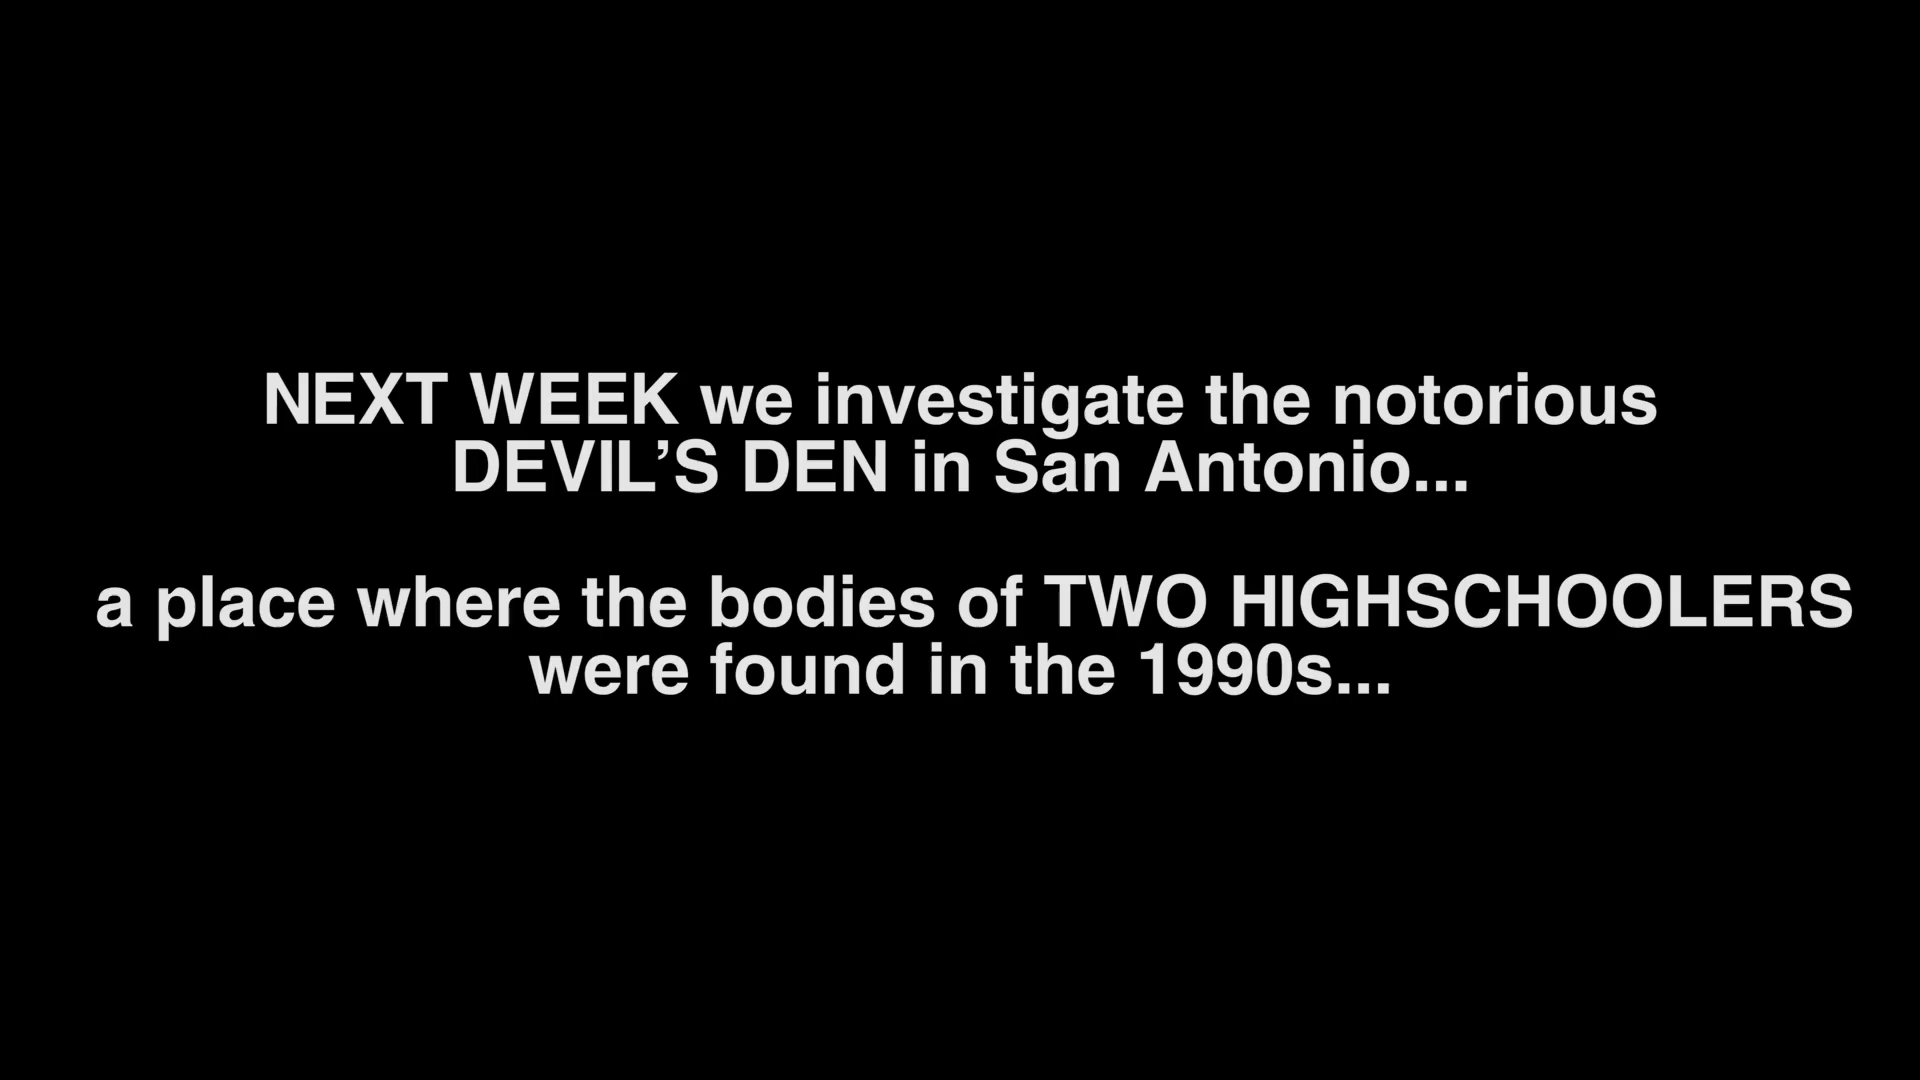 NEXT WEEK we investigate the notorious
DEVIL’S DEN in San Antonio...
a place where the bodies of TWO HIGHSCHOOLERS
were found in the 1990s...